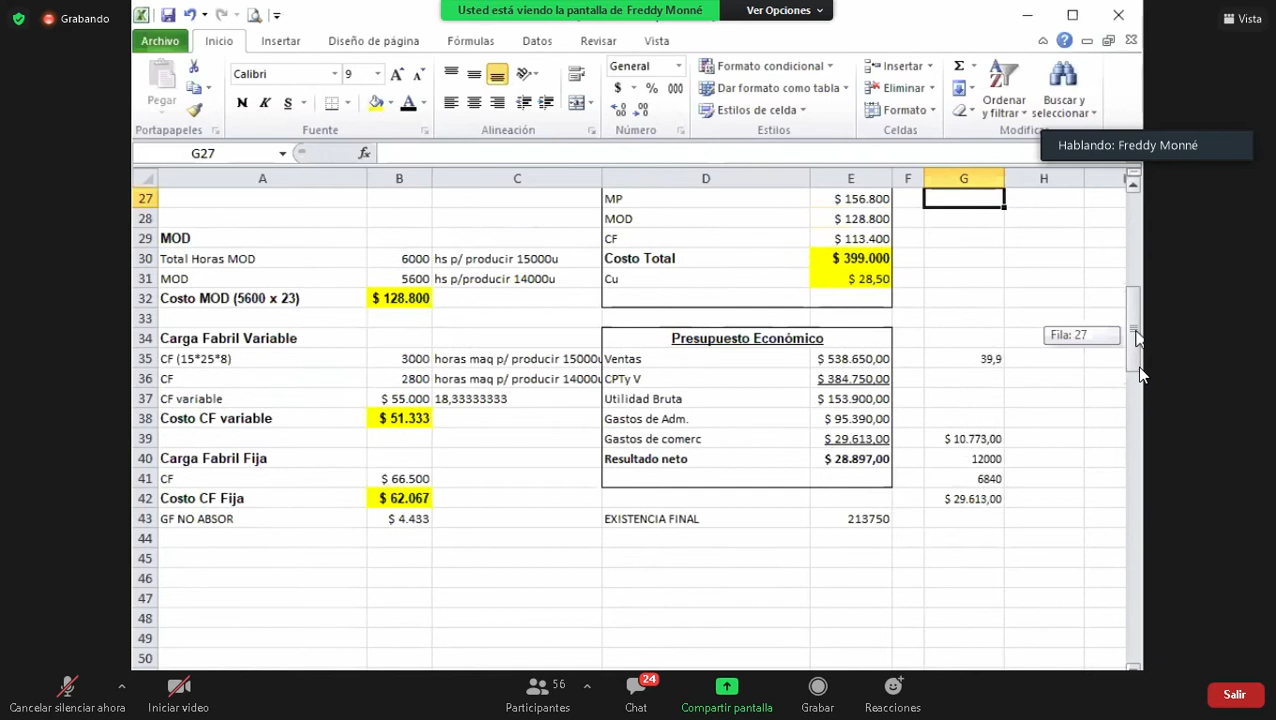 Grabando
Usted está viendo la pantalla de Freddy Monné
Ver Opciones
Vista
Archivo Inicio Insertar Diseño de página Fórmulas Datos Revisar Vista
Pegar
Calibri 9
N K S
A A
General
$ % 000
Formato condicional
Dar formato como tabla
Estilos de celda
Insertar
Eliminar
Formato
Σ
Ordenar y filtrar
Buscar y seleccionar
Portapapeles Fuente Alineación Número Estilos Celdas Modific
Hablando: Freddy Monné
G27 fx
A B C D E F G H
27 MP $ 156.800
28 MOD $ 128.800
29 MOD CF $ 113.400
30 Total Horas MOD 6000 hs p/ producir 15000u Costo Total $ 399.000
31 MOD 5600 hs p/producir 14000u Cu $ 28,50
32 Costo MOD (5600 x 23) $ 128.800
33
34 Carga Fabril Variable Presupuesto Económico
35 CF (15*25*8) 3000 horas maq p/ producir 15000u Ventas $ 538.650,00 39,9
36 CF 2800 horas maq p/ producir 14000u CPTy V $ 384.750,00
37 CF variable $ 55.000 18,33333333 Utilidad Bruta $ 153.900,00
38 Costo CF variable $ 51.333 Gastos de Adm. $ 95.390,00
39 Gastos de comerc $ 29.613,00 $ 10.773,00
40 Carga Fabril Fija Resultado neto $ 28.897,00 12000
41 CF $ 66.500 6840
42 Costo CF Fija $ 62.067 $ 29.613,00
43 GF NO ABSOR $ 4.433 EXISTENCIA FINAL 213750
44
45
46
47
48
49
50
Fila: 27
Cancelar silenciar ahora
Iniciar video
56
Participantes
24
Chat
Compartir pantalla
Grabar
Reacciones
Salir